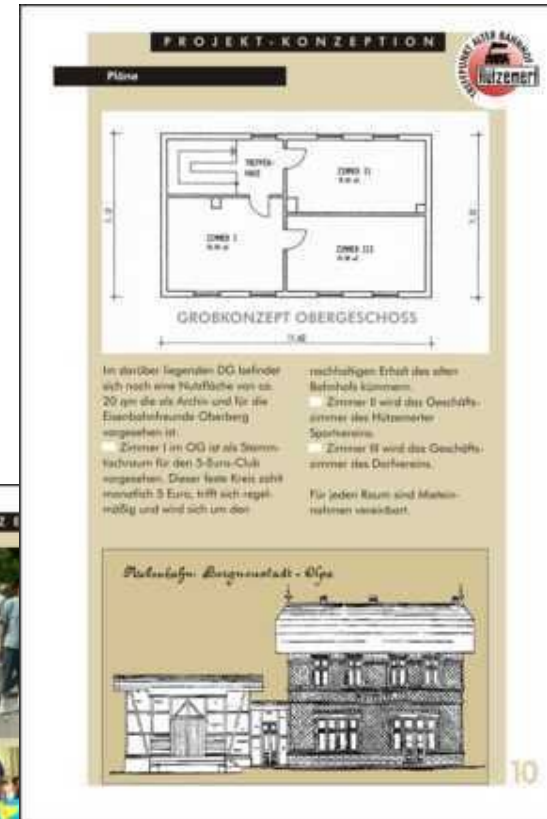 PROJEKT-KONZEPTION
TREFFPUNKT ALTER BAHNHOF
Hützemert
Pläne
TREPPEN-
HAUS
ZIMMER II
ZIMMER I
ZIMMER III
GROBKONZEPT OBERGESCHOSS
Im darüber liegenden DG befindet
sich noch eine Nutzfläche von ca.
20 qm die als Archiv und für die
Eisenbahnfreunde Oberberg
vorgesehen ist.
Zimmer I im OG ist als Stamm-
tischraum für den 5-Euro-Club
vorgesehen. Dieser feste Kreis zahlt
monatlich 5 Euro, trifft sich regel-
mäßig und wird sich um den
nachhaltigen Erhalt des alten
Bahnhofs kümmern.
Zimmer II wird das Geschäfts-
zimmer des Hützemerter
Sportvereins.
Zimmer III wird das Geschäfts-
zimmer des Dorfvereins.
Für jeden Raum sind Mietein-
nahmen vereinbart.
Bergneustadt - Olpe
10